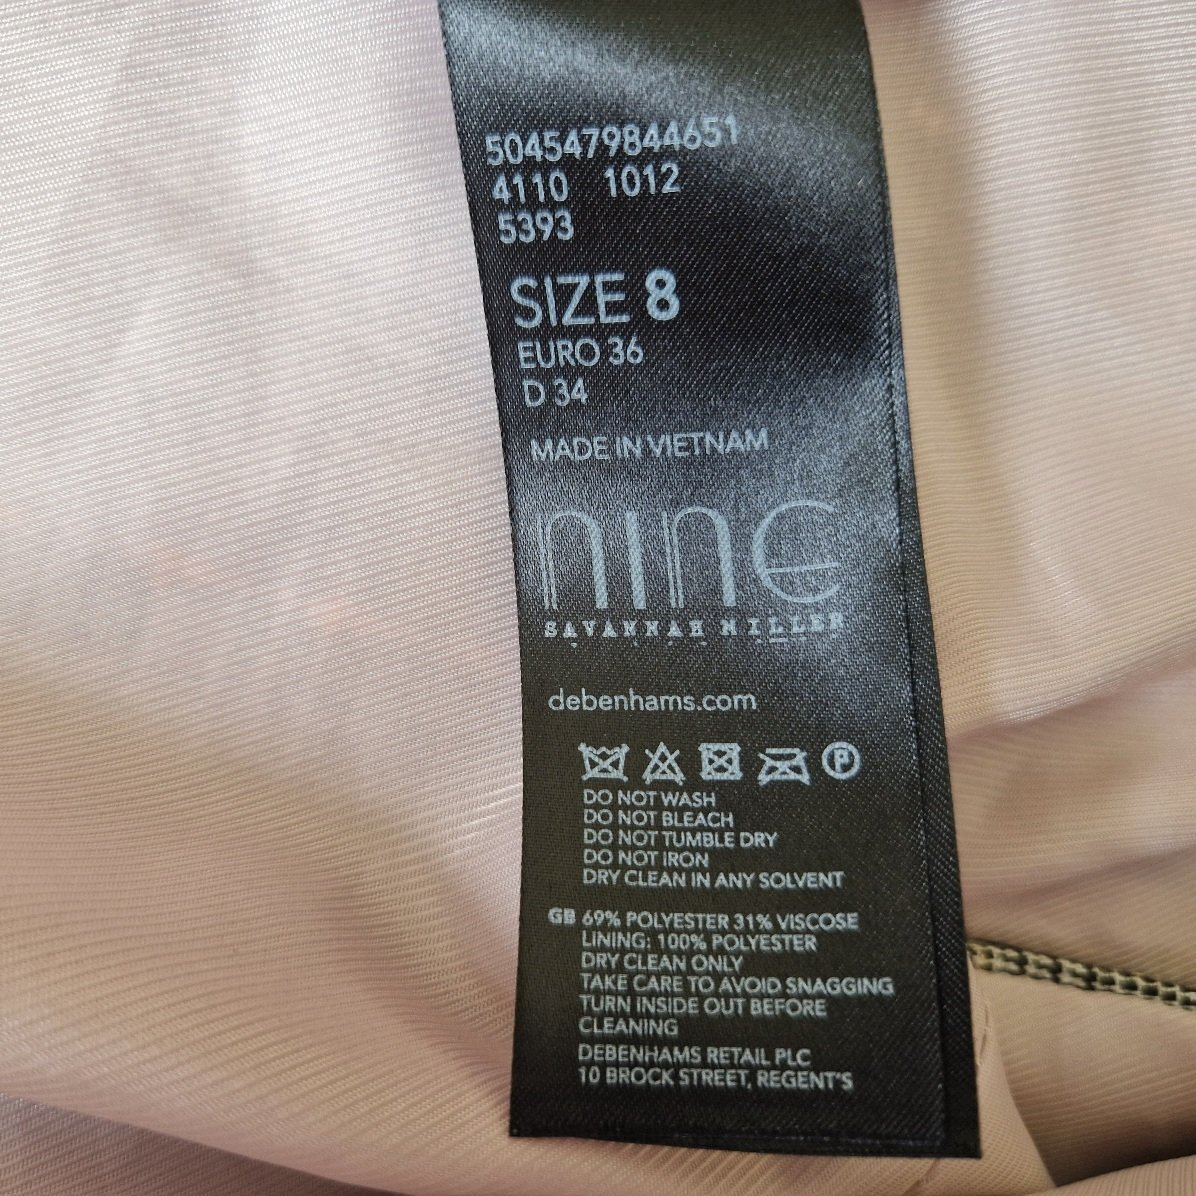 5045479844651
4110 1012
5393
SIZE 8
EURO 36
D 34
MADE IN VIETNAM
nine
SAVANNAH MILLER
debenhams.com
P
DO NOT WASH
DO NOT BLEACH
DO NOT TUMBLE DRY
DO NOT IRON
DRY CLEAN IN ANY SOLVENT
GB 69% POLYESTER 31% VISCOSE
LINING: 100% POLYESTER
DRY CLEAN ONLY
TAKE CARE TO AVOID SNAGGING
TURN INSIDE OUT BEFORE
CLEANING
DEBENHAMS RETAIL PLC
10 BROCK STREET, REGENT'S